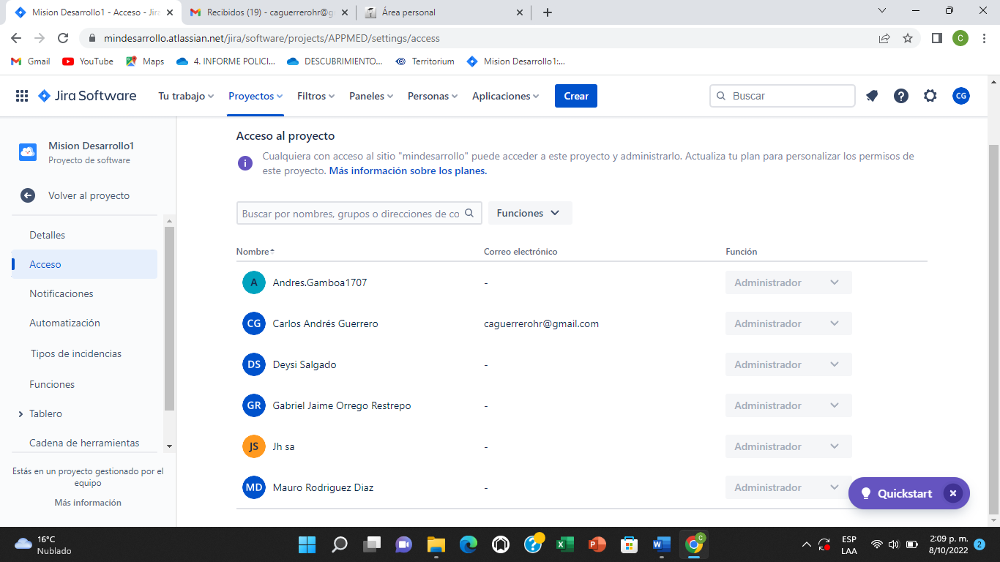 Mision Desarrollo1 - Acceso - Jira
Recibidos (19) - caguerrerohr@g
Área personal
mindesarrollo.atlassian.net/jira/software/projects/APPMED/settings/access
C
Gmail
YouTube
Maps
4. INFORME POLICI...
DESCUBRIMIENTO...
Territorium
Mision Desarrollo1:...
Jira Software
Tu trabajo
Proyectos
Filtros
Paneles
Personas
Aplicaciones
Crear
Buscar
CG
Mision Desarrollo1
Proyecto de software
Volver al proyecto
Detalles
Acceso
Notificaciones
Automatización
Tipos de incidencias
Funciones
Tablero
Cadena de herramientas
Estás en un proyecto gestionado por el
equipo
Más información
Acceso al proyecto
Cualquiera con acceso al sitio "mindesarrollo" puede acceder a este proyecto y administrarlo. Actualiza tu plan para personalizar los permisos de
este proyecto. Más información sobre los planes.
Buscar por nombres, grupos o direcciones de co
Funciones
Nombre Correo electrónico Función
A Andres.Gamboa1707 - Administrador
CG Carlos Andrés Guerrero caguerrerohr@gmail.com Administrador
DS Deysi Salgado - Administrador
GR Gabriel Jaime Orrego Restrepo - Administrador
JS Jh sa - Administrador
MD Mauro Rodriguez Diaz - Administrador
Quickstart
16°C
Nublado
C
ESP
LAA
2:09 p. m.
8/10/2022
2